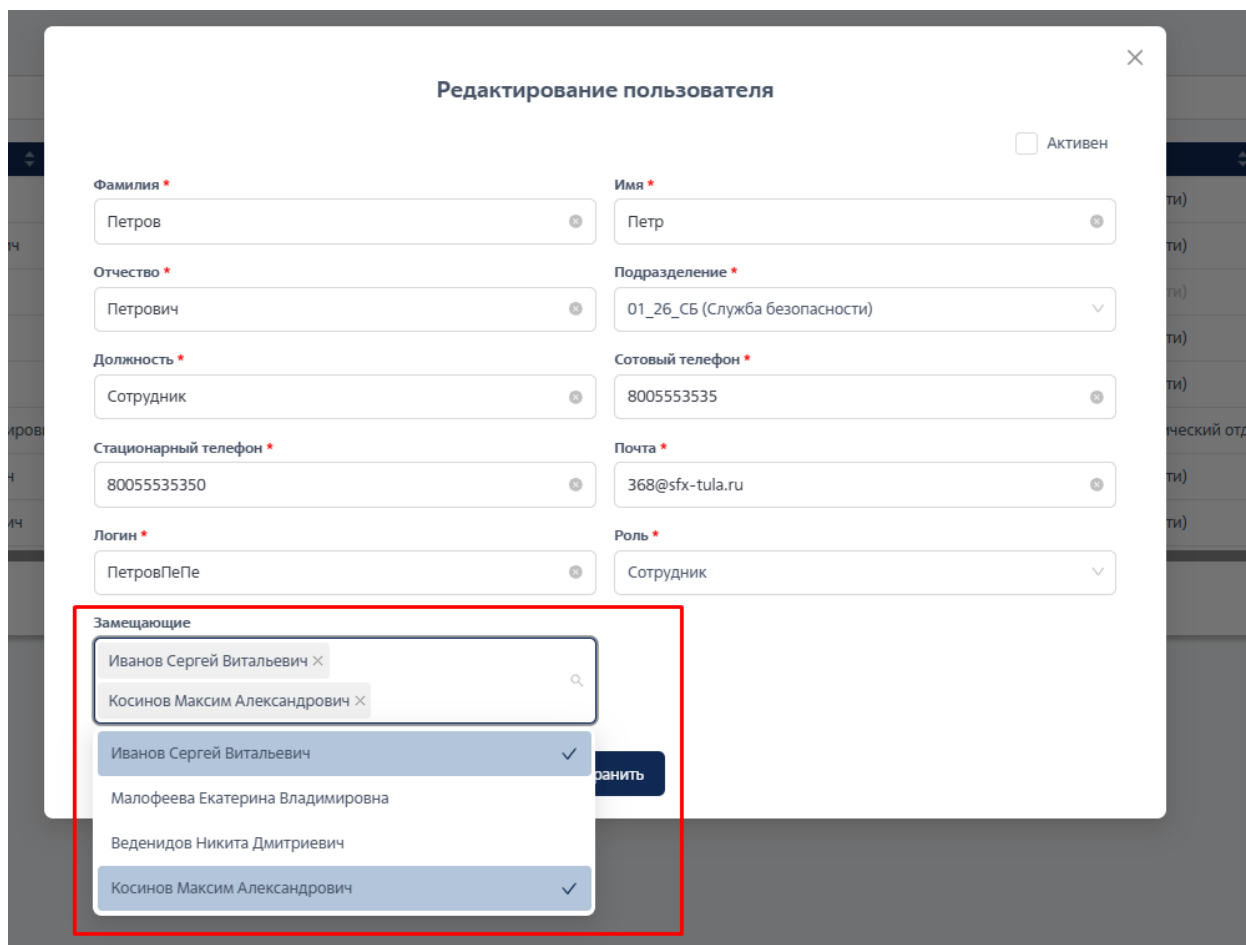 Редактирование пользователя
Активен
Фамилия * Имя *
Петров Петр
Отчество * Подразделение *
Петрович 01_26_СБ (Служба безопасности)
Должность * Сотовый телефон *
Сотрудник 8005553535
Стационарный телефон * Почта *
80055535350 368@sfx-tula.ru
Логин * Роль *
ПетровПеПе Сотрудник
Замещающие
Иванов Сергей Витальевич
Косинов Максим Александрович
Иванов Сергей Витальевич
ранить
Малофеева Екатерина Владимировна
Веденидов Никита Дмитриевич
Косинов Максим Александрович